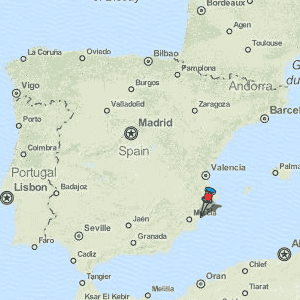 Bordeaux
Agen
La Coruña
Oviedo
Bilbao
Toulouse
Pamplona
Vigo
Burgos
Andorra
Valladolid
Zaragoza
Barcel
Porto
Madrid
Coimbra
Spain
Portugal
Valencia
Palma
Lisbon
Badajoz
Murcia
Seville
Jaén
Faro
Granada
Cadiz
Chlef
Al
Tangier
Oran
Melilla
Ksar El Kebir